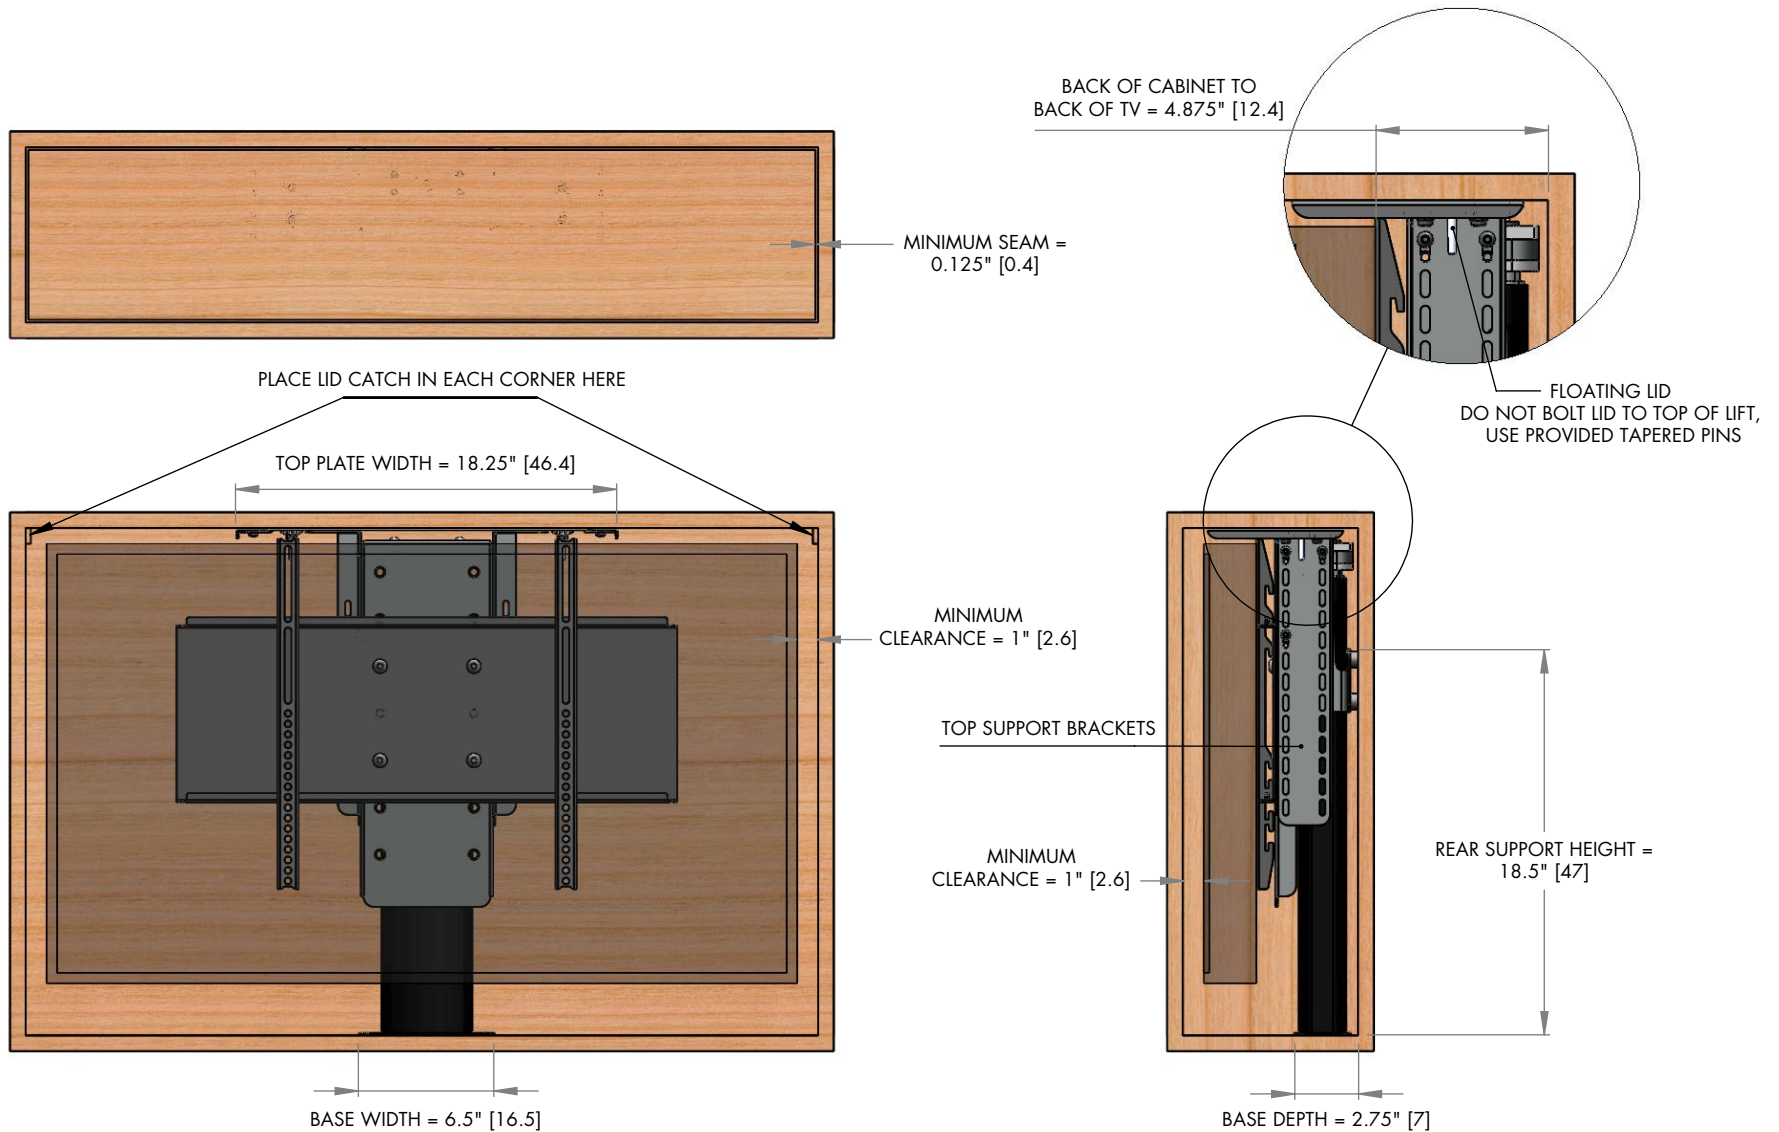 BACK OF CABINET TO
BACK OF TV = 4.875" [12.4]
MINIMUM SEAM =
0.125" [0.4]
PLACE LID CATCH IN EACH CORNER HERE
FLOATING LID
DO NOT BOLT LID TO TOP OF LIFT,
USE PROVIDED TAPERED PINS
TOP PLATE WIDTH = 18.25" [46.4]
MINIMUM
CLEARANCE = 1" [2.6]
TOP SUPPORT BRACKETS
MINIMUM
CLEARANCE = 1" [2.6]
REAR SUPPORT HEIGHT =
18.5" [47]
BASE WIDTH = 6.5" [16.5]
BASE DEPTH = 2.75" [7]